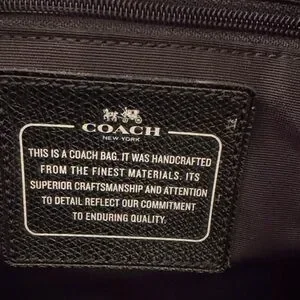 COACH
NEW YORK
THIS IS A COACH BAG. IT WAS HANDCRAFTED
FROM THE FINEST MATERIALS. ITS
SUPERIOR CRAFTSMANSHIP AND ATTENTION
TO DETAIL REFLECT OUR COMMITMENT
TO ENDURING QUALITY.